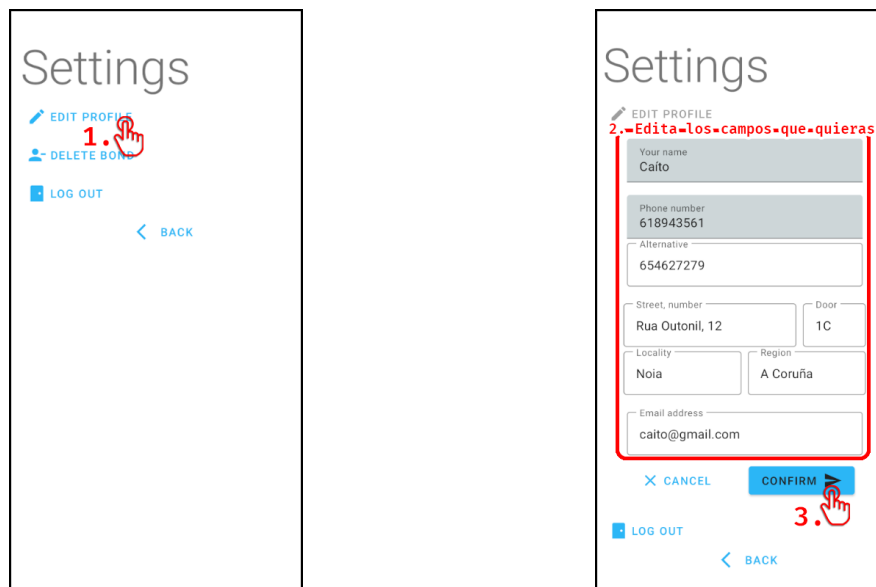 Settings
EDIT PROFILE
1.
DELETE BOND
LOG OUT
BACK
Settings
EDIT PROFILE
2.-Edita-los-campos-que-quieras
Your name
Caíto
Phone number
618943561
Alternative
654627279
Street, number
Door
Rua Outonil, 12
1C
Locality
Region
Noia
A Coruña
Email address
caito@gmail.com
CANCEL
CONFIRM
3.
LOG OUT
BACK